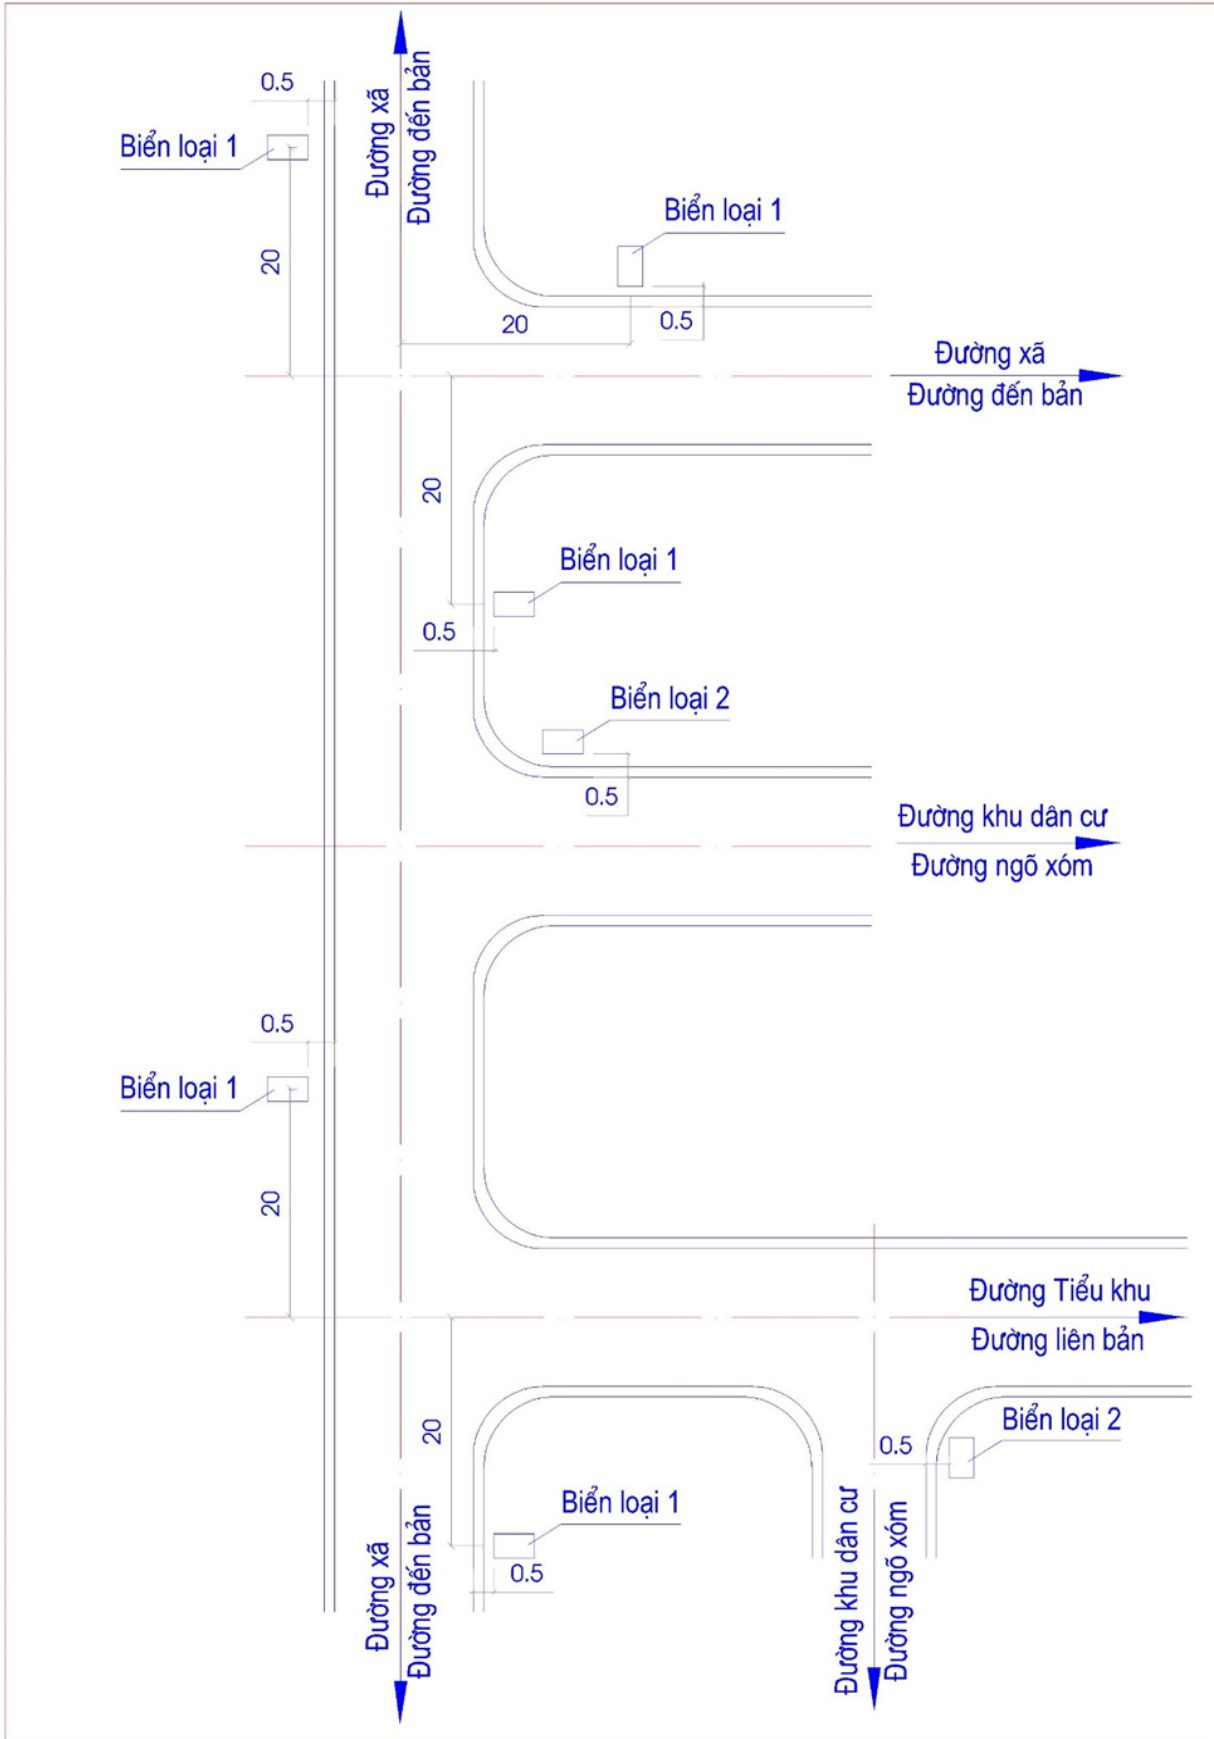 0.5
Đường xã
Đường đến bản
Biển loại 1
Biển loại 1
20
20
0.5
Đường xã
Đường đến bản
20
Biển loại 1
0.5
Biển loại 2
0.5
Đường khu dân cư
Đường ngõ xóm
0.5
Biển loại 1
20
Đường Tiểu khu
Đường liên bản
20
Biển loại 2
0.5
Biển loại 1
0.5
Đường xã
Đường đến bản
Đường khu dân cư
Đường ngõ xóm